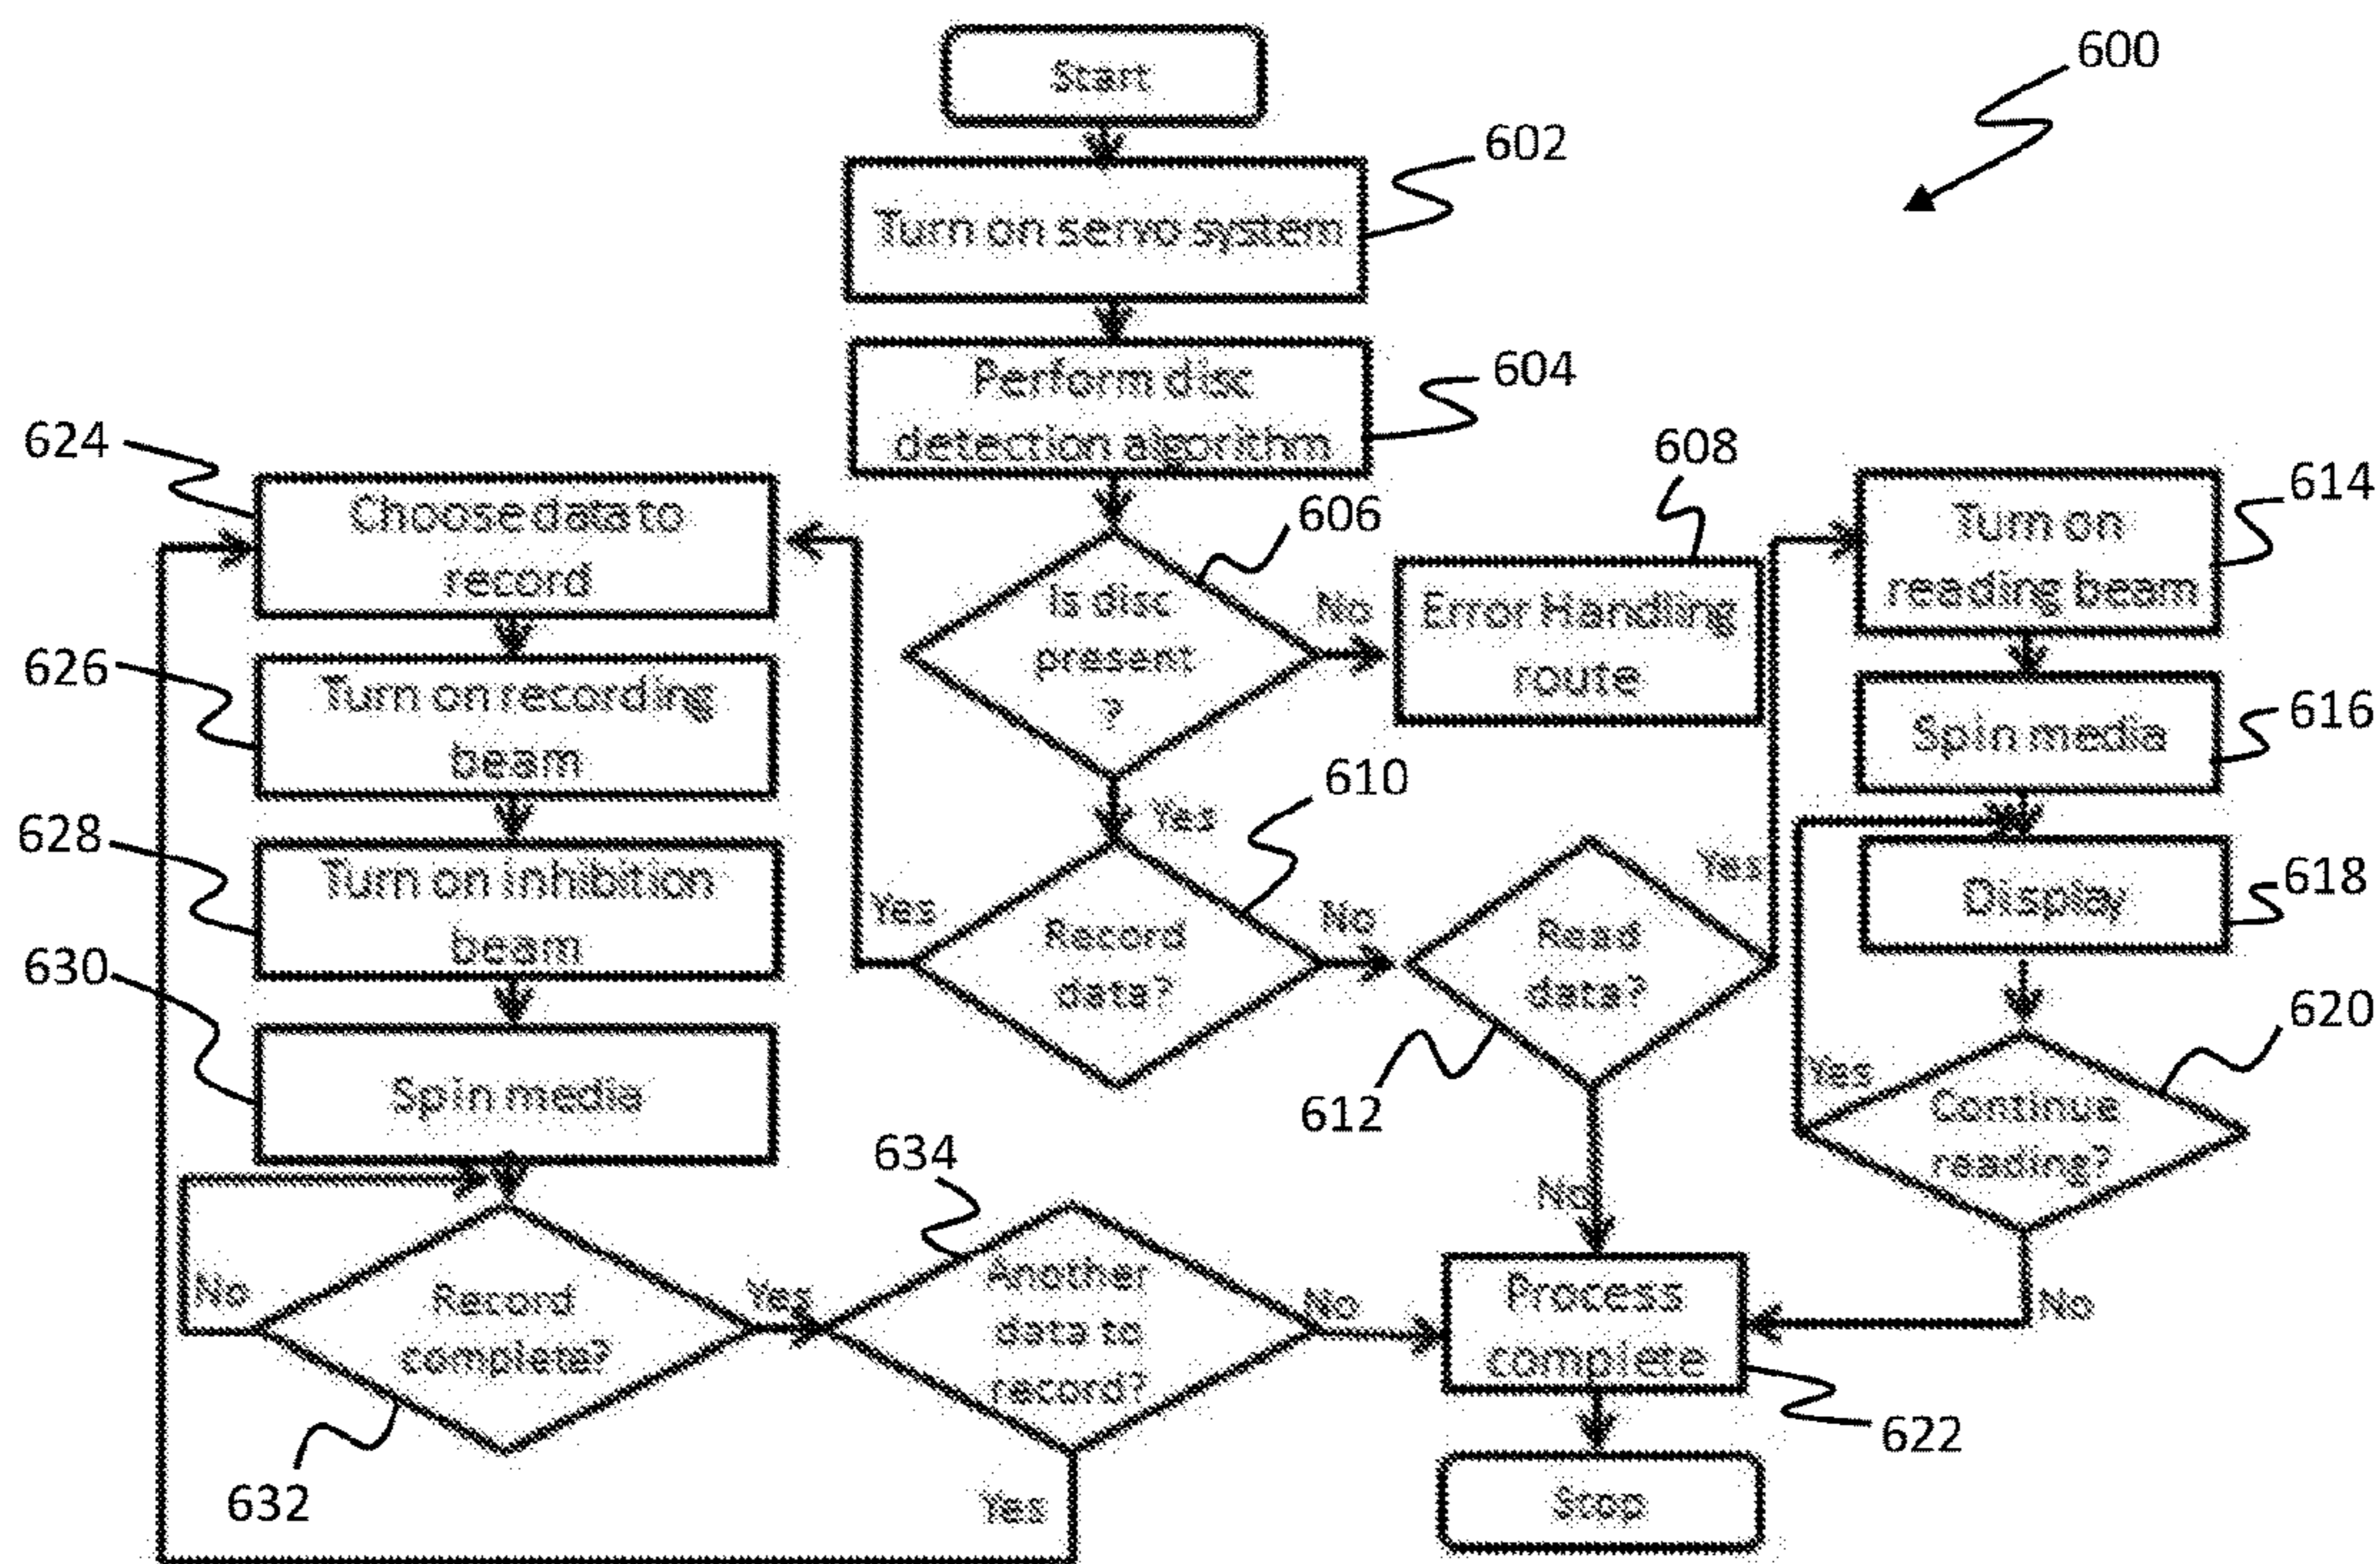 Start
600
602
Turn on servo system
604
Perform disc
detection algorithm
606
Is disc
present
?
No
608
Error Handling
route
Yes
610
Record
data?
Yes
No
612
Read
data?
Yes
No
614
Turn on
reading beam
616
Spin media
618
Display
620
Continue
reading?
Yes
No
622
Process
complete
Stop
624
Choose data to
record
626
Turn on recording
beam
628
Turn on inhibition
beam
630
Spin media
632
Record
complete?
No
Yes
634
Another
data to
record?
No
Yes